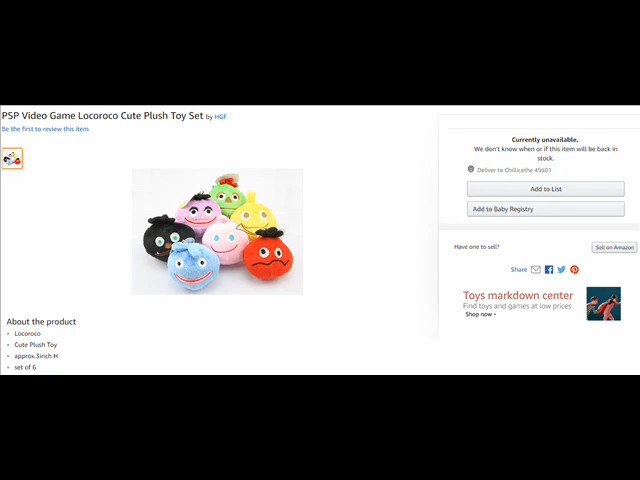 PSP Video Game Locoroco Cute Plush Toy Set by HGF
Be the first to review this item
Currently unavailable.
We don't know when or if this item will be back in
stock.
Deliver to Chillicothe 45601
Add to List
Add to Baby Registry
Have one to sell?
Sell on Amazon
Share
Toys markdown center
Find toys and games at low prices
Shop now ›
About the product
• Locoroco
• Cute Plush Toy
• approx.3inch H
• set of 6